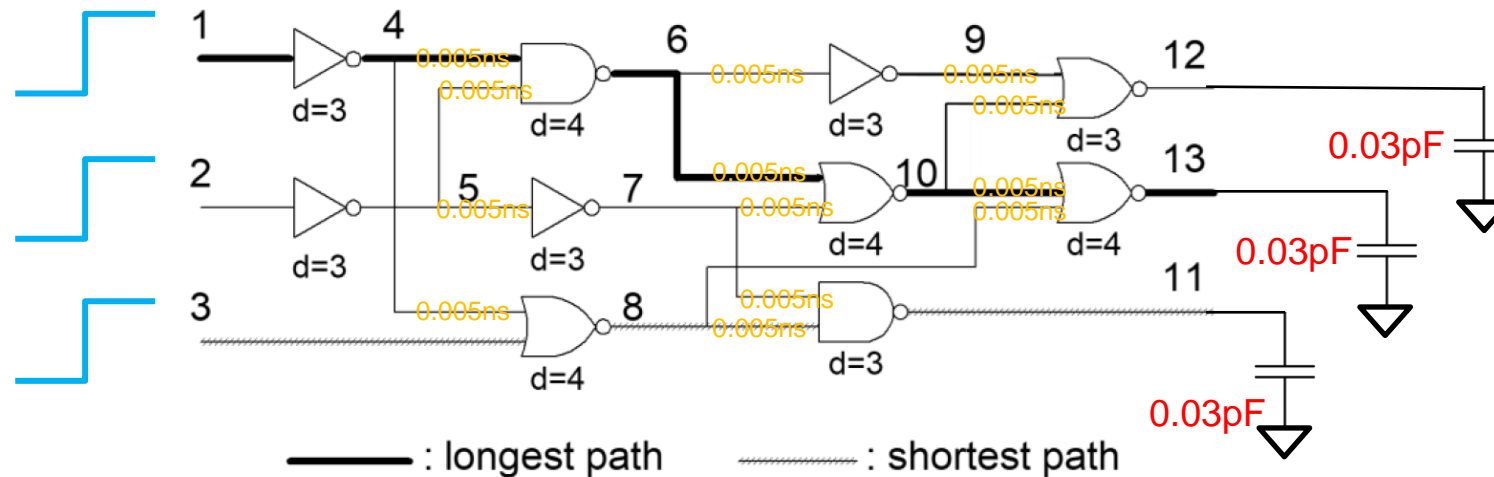 1 4 6 9 12
0.005ns 0.005ns 0.005ns
0.005ns 0.005ns
d=3 d=4 d=3 d=3
0.03pF
2 5 7 10 13
0.005ns 0.005ns
0.005ns 0.005ns 0.005ns
d=3 d=3 d=4 d=4
0.03pF
3 8 11
0.005ns 0.005ns
0.005ns
d=4 d=3
0.03pF
: longest path : shortest path